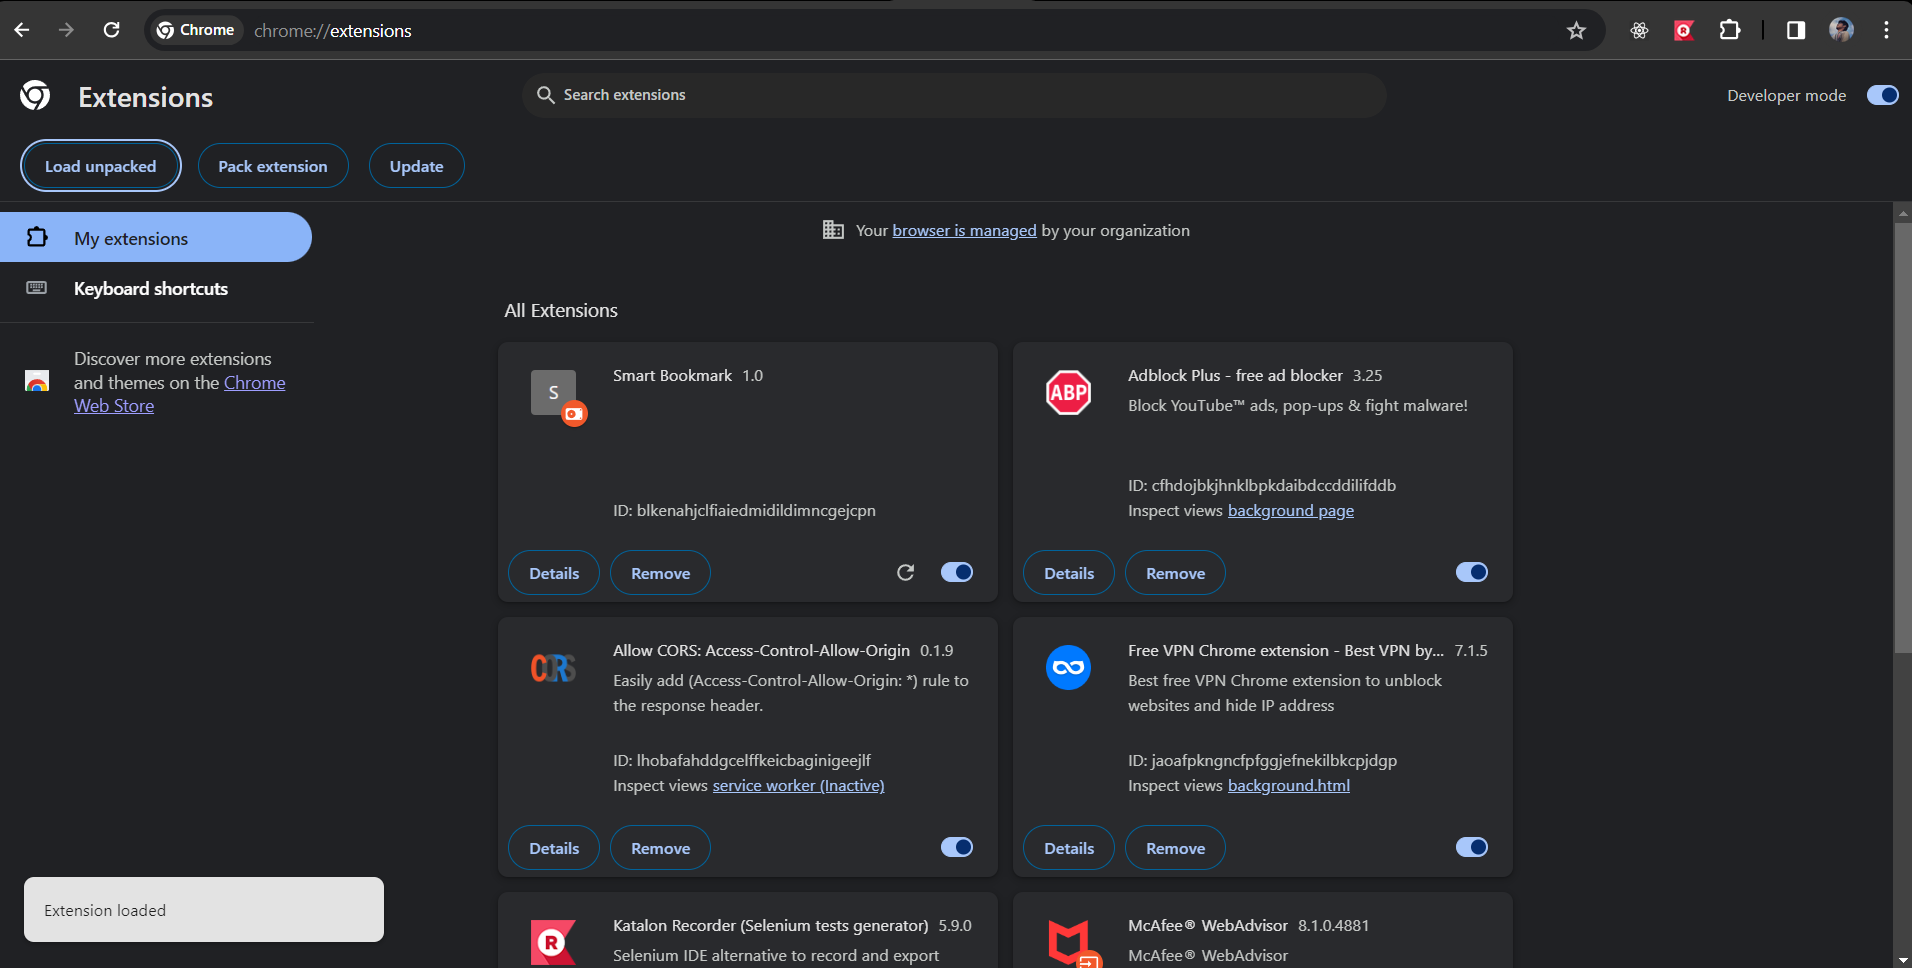 Chrome
chrome://extensions
Extensions
Search extensions
Developer mode
Load unpacked
Pack extension
Update
My extensions
Keyboard shortcuts
Discover more extensions
and themes on the Chrome
Web Store
Your browser is managed by your organization
All Extensions
S
Smart Bookmark 1.0
ID: blkenahjclfiaiedmidildimncgejcpn
Details
Remove
ABP
Adblock Plus - free ad blocker 3.25
Block YouTube™ ads, pop-ups & fight malware!
ID: cfhdojbkjhnklbpkdaibdccddilifddb
Inspect views background page
Details
Remove
CORS
Allow CORS: Access-Control-Allow-Origin 0.1.9
Easily add (Access-Control-Allow-Origin: *) rule to
the response header.
ID: lhobafahddgcelffkeicbaginigeejlf
Inspect views service worker (Inactive)
Details
Remove
Free VPN Chrome extension - Best VPN by... 7.1.5
Best free VPN Chrome extension to unblock
websites and hide IP address
ID: jaoafpkngncfpfggjefnekilbkcpjdgp
Inspect views background.html
Details
Remove
R
Katalon Recorder (Selenium tests generator) 5.9.0
Selenium IDE alternative to record and export
McAfee® WebAdvisor 8.1.0.4881
McAfee® WebAdvisor
Extension loaded